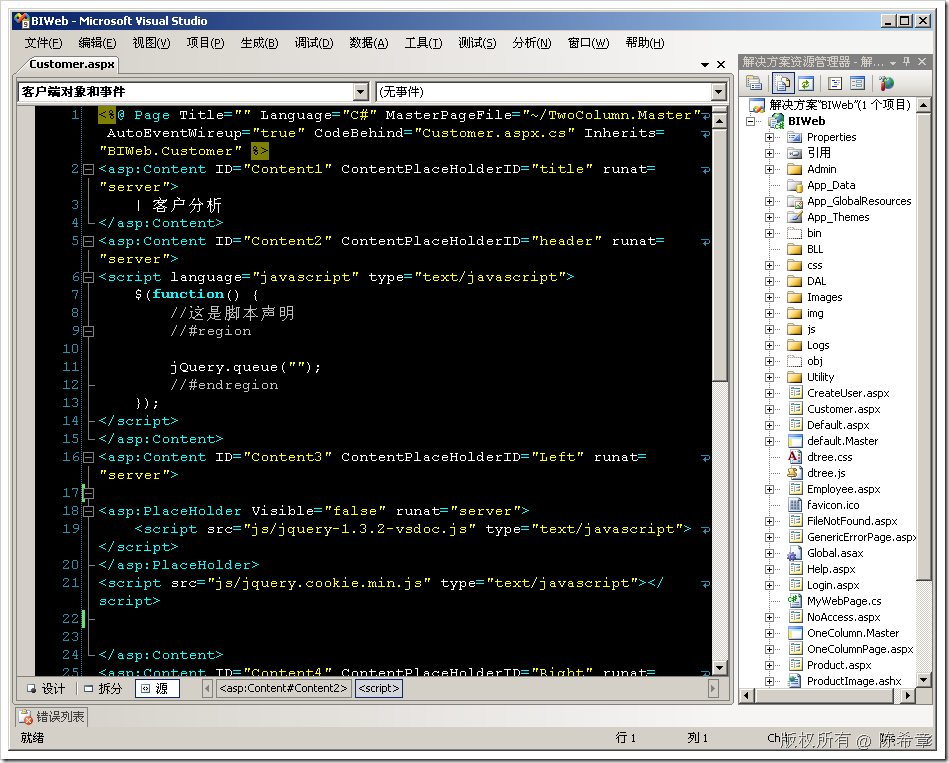 BIWeb - Microsoft Visual Studio
文件(F) 编辑(E) 视图(V) 项目(P) 生成(B) 调试(D) 数据(A) 工具(T) 测试(S) 分析(N) 窗口(W) 帮助(H)
Customer.aspx
客户端对象和事件
(无事件)
1 <%@ Page Title="" Language="C#" MasterPageFile="~/TwoColumn.Master"
AutoEventWireup="true" CodeBehind="Customer.aspx.cs" Inherits=
"BIWeb.Customer" %>
2 <asp:Content ID="Content1" ContentPlaceHolderID="title" runat=
"server">
3 | 客户分析
4 </asp:Content>
5 <asp:Content ID="Content2" ContentPlaceHolderID="header" runat=
"server">
6 <script language="javascript" type="text/javascript">
7 $(function() {
8 //这是脚本声明
9 //#region
10
11 jQuery.queue("");
12 //#endregion
13 });
14 </script>
15 </asp:Content>
16 <asp:Content ID="Content3" ContentPlaceHolderID="Left" runat=
"server">
17
18 <asp:PlaceHolder Visible="false" runat="server">
19 <script src="js/jquery-1.3.2-vsdoc.js" type="text/javascript">
</script>
20 </asp:PlaceHolder>
21 <script src="js/jquery.cookie.min.js" type="text/javascript"></
script>
22
23
24 </asp:Content>
25 <asp:Content ID="Content4" ContentPlaceHolderID="Right" runat=
设计 拆分 源 <asp:Content#Content2> <script>
解决方案资源管理器 - 解...
解决方案"BIWeb"(1 个项目)
BIWeb
Properties
引用
Admin
App_Data
App_GlobalResources
App_Themes
bin
BLL
css
DAL
Images
img
js
Logs
obj
Utility
CreateUser.aspx
Customer.aspx
Default.aspx
default.Master
dtree.css
dtree.js
Employee.aspx
favicon.ico
FileNotFound.aspx
GenericErrorPage.aspx
Global.asax
Help.aspx
Login.aspx
MyWebPage.cs
NoAccess.aspx
OneColumn.Master
OneColumnPage.aspx
Product.aspx
ProductImage.ashx
错误列表
就绪
行 1 列 1
版权所有 @ 陈希章